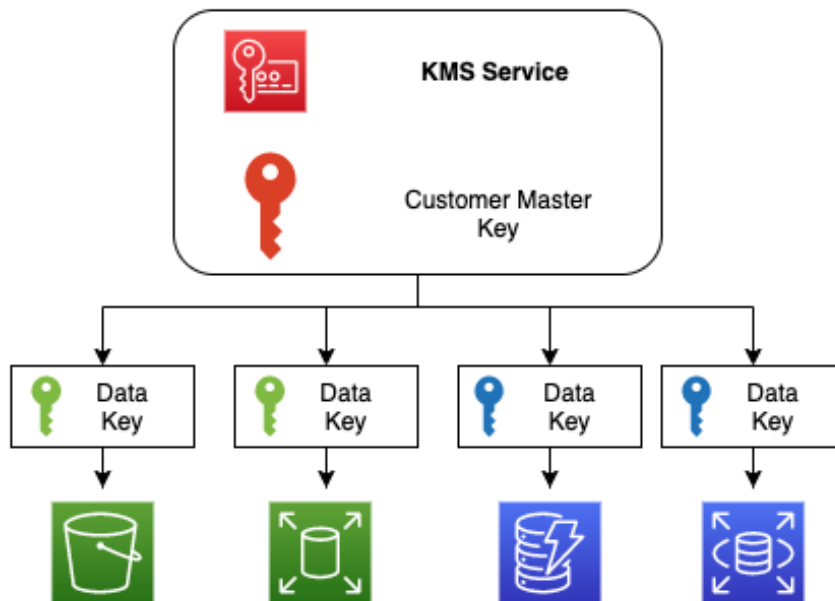 KMS Service
Customer Master
Key
Data
Key
Data
Key
Data
Key
Data
Key